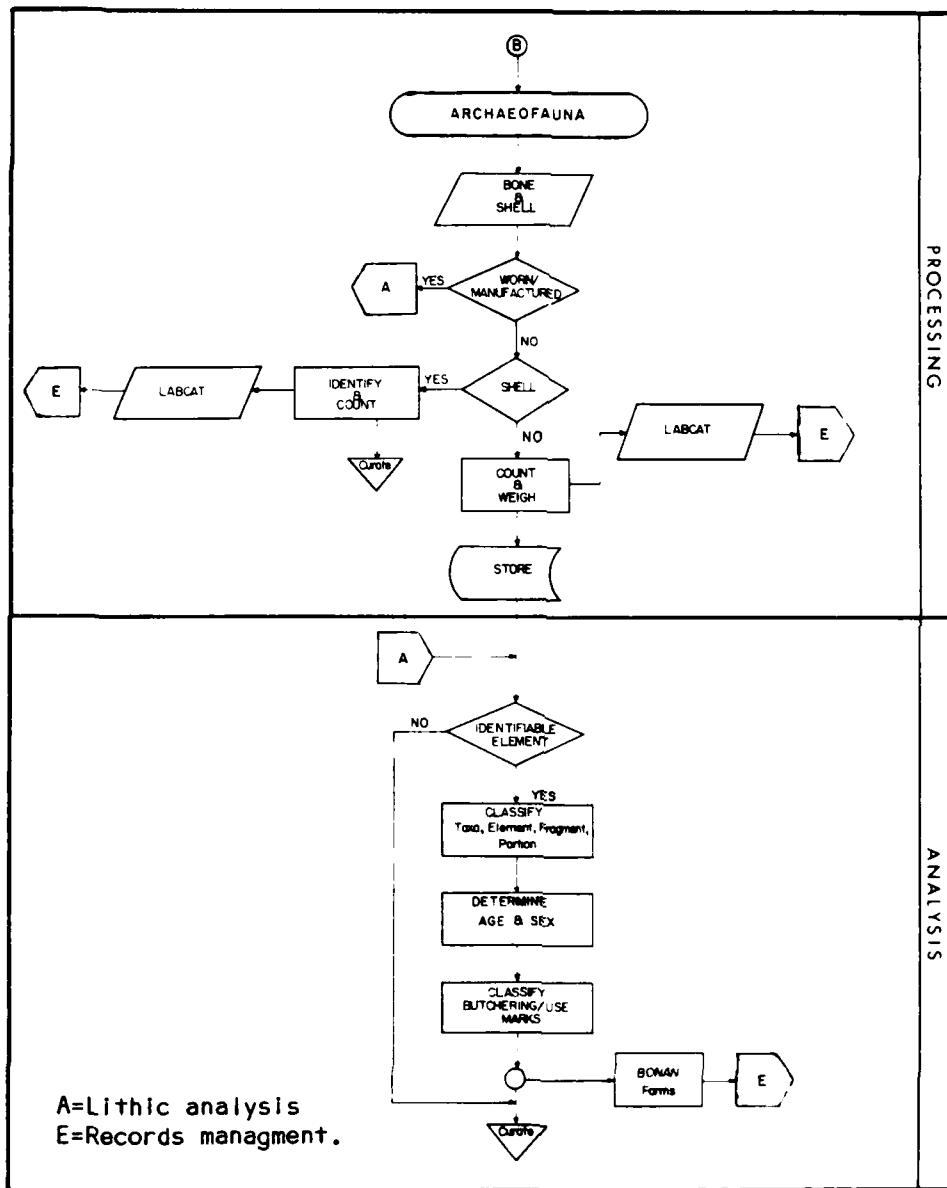 B
ARCHAEOFAUNA
BONE
&
SHELL
WORN/
MANUFACTURED
YES
A
NO
SHELL
YES
IDENTIFY
&
COUNT
LABCAT
E
Curate
NO
COUNT
&
WEIGH
LABCAT
E
STORE
PROCESSING
A
IDENTIFIABLE
ELEMENT
NO
YES
CLASSIFY
Taxa, Element, Fragment,
Portion
DETERMINE
AGE & SEX
CLASSIFY
BUTCHERING/USE
MARKS
BONAN
Forms
E
Curate
ANALYSIS
A=Lithic analysis
E=Records managment.